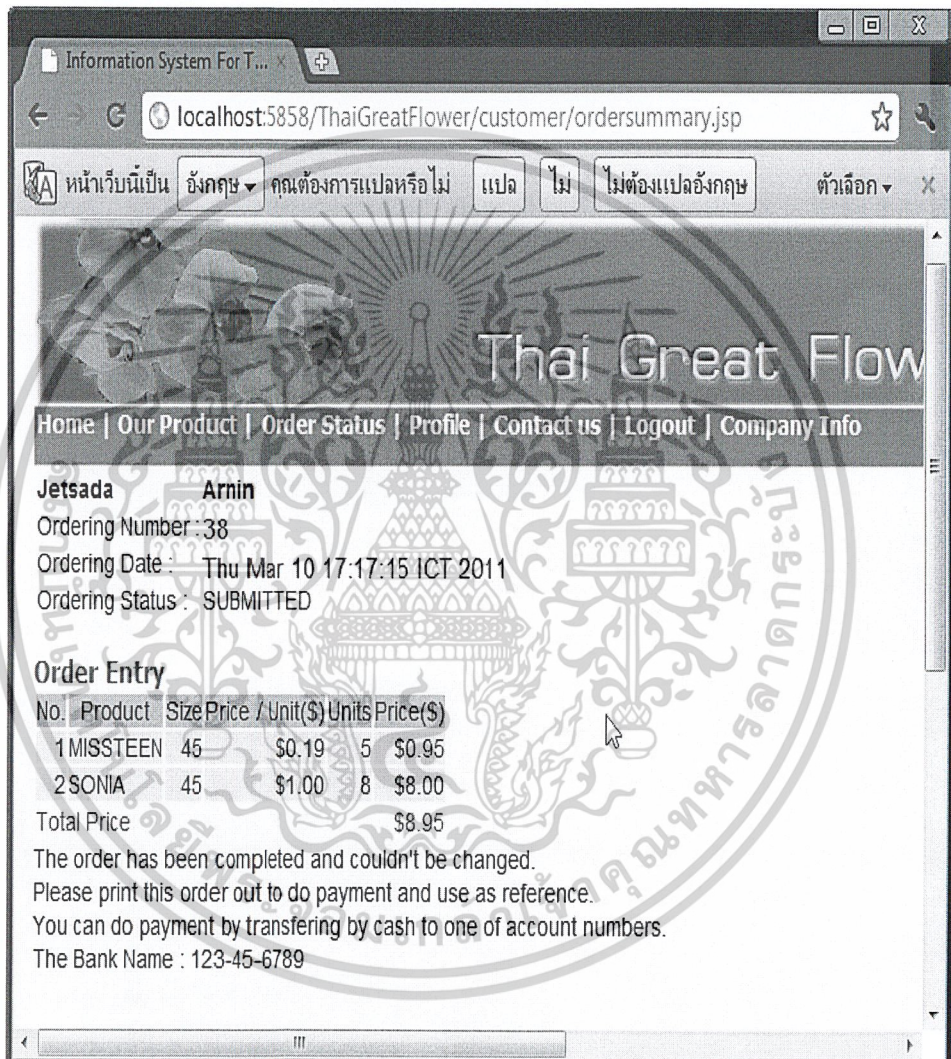 Information System For T...
localhost:5858/ThaiGreatFlower/customer/ordersummary.jsp
หน้าเว็บนี้เป็น อังกฤษ คุณต้องการแปลหรือไม่ แปล ไม่ ไม่ต้องแปลอังกฤษ ตัวเลือก
Thai Great Flow
Home | Our Product | Order Status | Profile | Contact us | Logout | Company Info
Jetsada Arnin
Ordering Number : 38
Ordering Date : Thu Mar 10 17:17:15 ICT 2011
Ordering Status : SUBMITTED
Order Entry
No. Product Size Price / Unit($) Units Price($)
1 MISSTEEN 45 $0.19 5 $0.95
2 SONIA 45 $1.00 8 $8.00
Total Price $8.95
The order has been completed and couldn't be changed.
Please print this order out to do payment and use as reference.
You can do payment by transfering by cash to one of account numbers.
The Bank Name : 123-45-6789